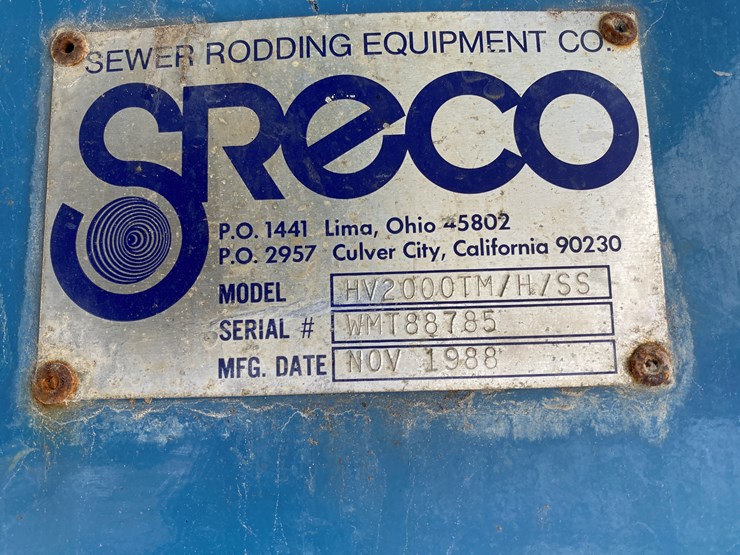 SEWER RODDING EQUIPMENT CO.
SReCO
P.O. 1441 Lima, Ohio 45802
P.O. 2957 Culver City, California 90230
MODEL HV2000TM/H/SS
SERIAL # WMT88785
MFG. DATE NOV 1988